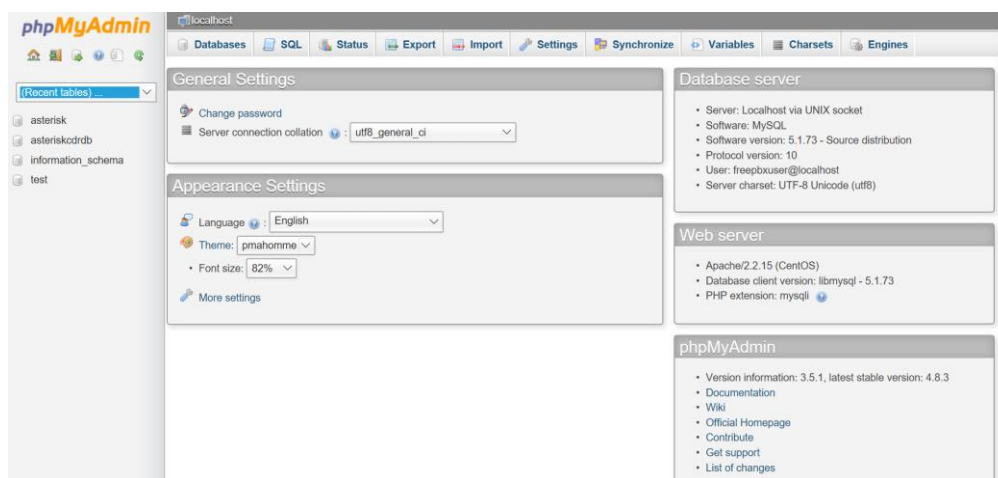 phpMyAdmin
(Recent tables) ...
asterisk
asteriskcdrdb
information_schema
test
localhost
Databases SQL Status Export Import Settings Synchronize Variables Charsets Engines
General Settings
Change password
Server connection collation : utf8_general_ci
Appearance Settings
Language : English
Theme: pmahomme
• Font size: 82%
More settings
Database server
• Server: Localhost via UNIX socket
• Software: MySQL
• Software version: 5.1.73 - Source distribution
• Protocol version: 10
• User: freepbxuser@localhost
• Server charset: UTF-8 Unicode (utf8)
Web server
• Apache/2.2.15 (CentOS)
• Database client version: libmysql - 5.1.73
• PHP extension: mysqli
phpMyAdmin
• Version information: 3.5.1, latest stable version: 4.8.3
• Documentation
• Wiki
• Official Homepage
• Contribute
• Get support
• List of changes